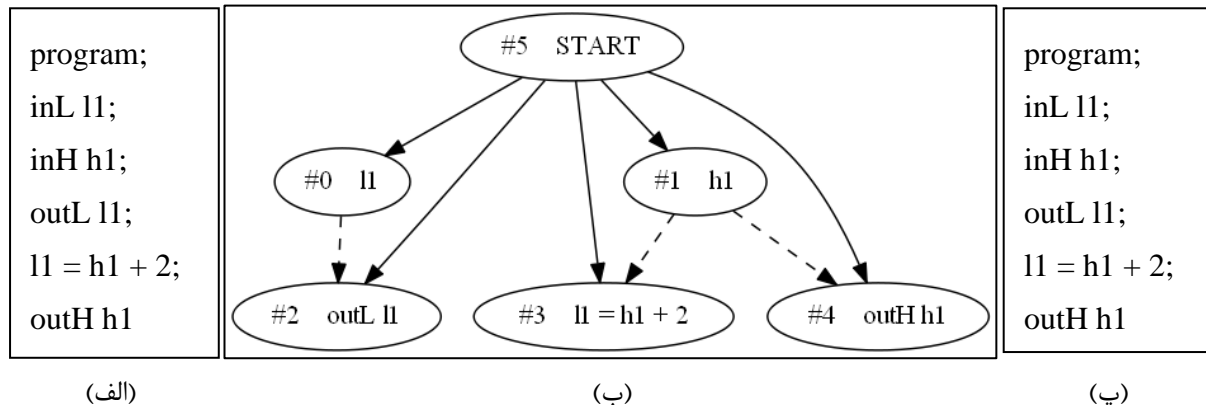 program;
inL l1;
inH h1;
outL l1;
l1 = h1 + 2;
outH h1
(الف)
#5 START
#0 l1
#1 h1
#2 outL l1
#3 l1 = h1 + 2
#4 outH h1
(ب)
program;
inL l1;
inH h1;
outL l1;
l1 = h1 + 2;
outH h1
(پ)